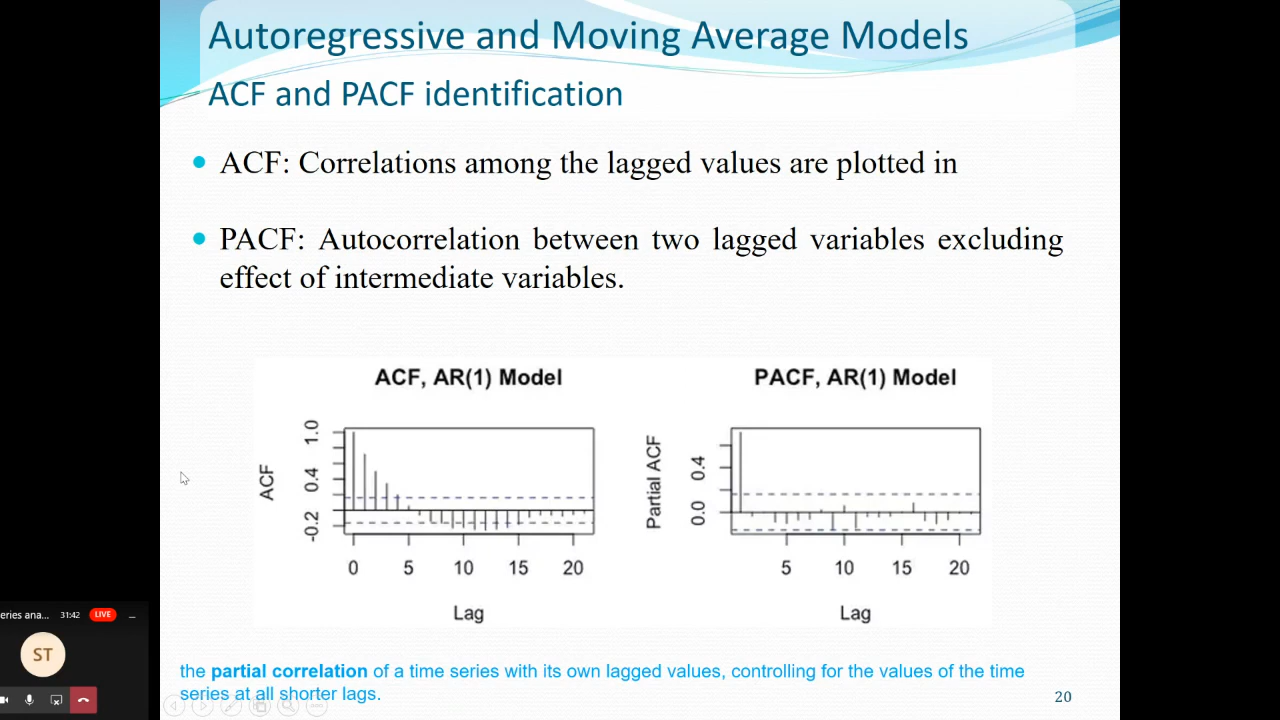 Autoregressive and Moving Average Models
ACF and PACF identification
ACF: Correlations among the lagged values are plotted in
PACF: Autocorrelation between two lagged variables excluding
effect of intermediate variables.
ACF, AR(1) Model
ACF
1.0
0.4
-0.2
0 5 10 15 20
Lag
PACF, AR(1) Model
Partial ACF
0.4
0.0
5 10 15 20
Lag
eries ana... 31:42 LIVE
ST
the partial correlation of a time series with its own lagged values, controlling for the values of the time
series at all shorter lags.
20